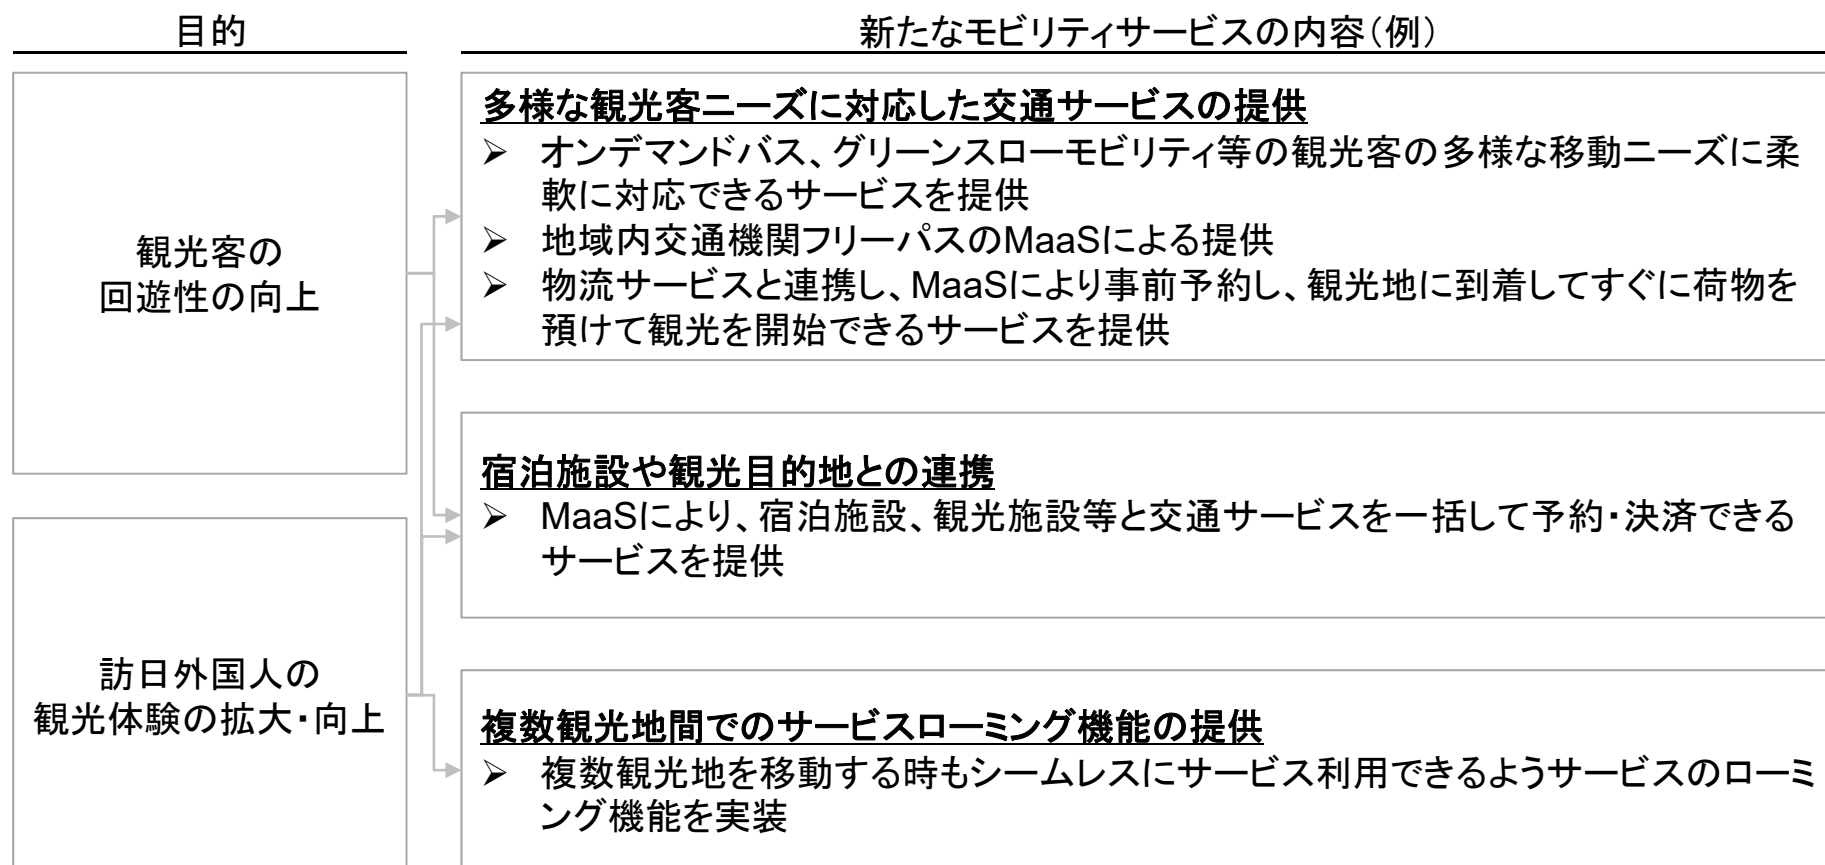 目的
新たなモビリティサービスの内容（例）
観光客の
回遊性の向上
多様な観光客ニーズに対応した交通サービスの提供
➢ オンデマンドバス、グリーンスローモビリティ等の観光客の多様な移動ニーズに柔
軟に対応できるサービスを提供
➢ 地域内交通機関フリーパスのMaaSによる提供
➢ 物流サービスと連携し、MaaSにより事前予約し、観光地に到着してすぐに荷物を
預けて観光を開始できるサービスを提供
宿泊施設や観光目的地との連携
➢ MaaSにより、宿泊施設、観光施設等と交通サービスを一括して予約・決済できる
サービスを提供
訪日外国人の
観光体験の拡大・向上
複数観光地間でのサービスローミング機能の提供
➢ 複数観光地を移動する時もシームレスにサービス利用できるようサービスのローミ
ング機能を実装